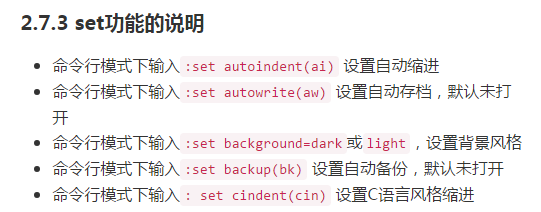 2.7.3 set功能的说明
命令行模式下输入:set autoindent(ai) 设置自动缩进
命令行模式下输入:set autowrite(aw) 设置自动存档，默认未打
开
命令行模式下输入:set background=dark 或 light ，设置背景风格
命令行模式下输入:set backup(bk) 设置自动备份，默认未打开
命令行模式下输入: set cindent(cin) 设置C语言风格缩进